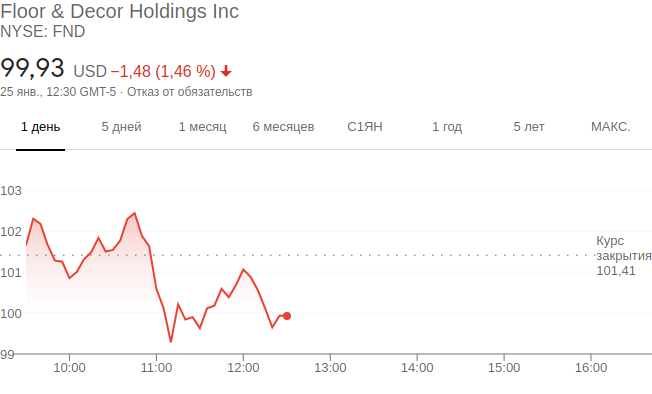 Floor & Decor Holdings Inc
NYSE: FND
99,93 USD −1,48 (1,46 %)
25 янв., 12:30 GMT-5 · Отказ от обязательств
1 день 5 дней 1 месяц 6 месяцев С1ЯН 1 год 5 лет МАКС.
103
102
Курс
закрытия
101,41
101
100
99
10:00 11:00 12:00 13:00 14:00 15:00 16:00